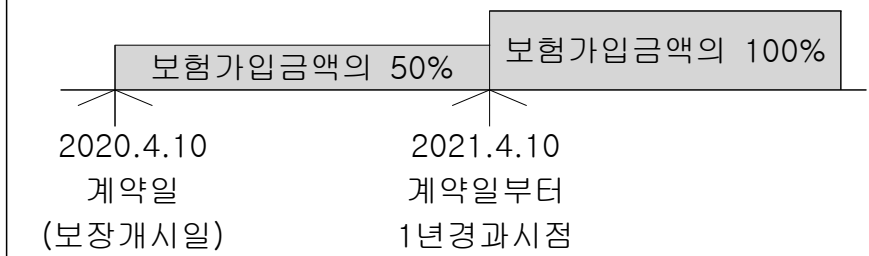 보험가입금액의 50%
보험가입금액의 100%
2020.4.10
계약일
(보장개시일)
2021.4.10
계약일부터
1년경과시점